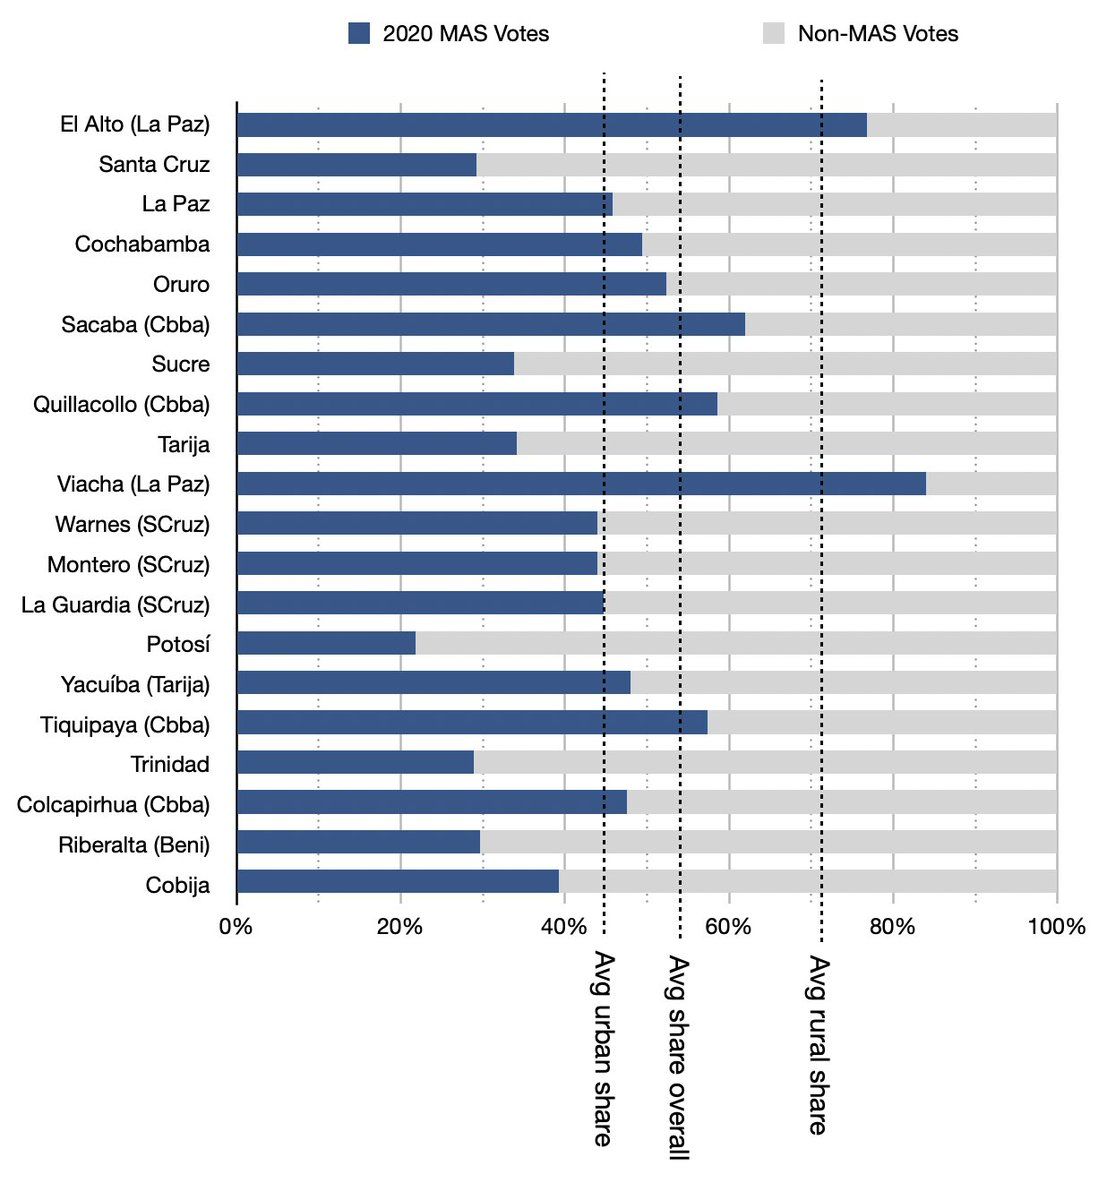 2020 MAS Votes
Non-MAS Votes
El Alto (La Paz)
Santa Cruz
La Paz
Cochabamba
Oruro
Sacaba (Cbba)
Sucre
Quillacollo (Cbba)
Tarija
Viacha (La Paz)
Warnes (SCruz)
Montero (SCruz)
La Guardia (SCruz)
Potosí
Yacuíba (Tarija)
Tiquipaya (Cbba)
Trinidad
Colcapirhua (Cbba)
Riberalta (Beni)
Cobija
0%
20%
40%
60%
80%
100%
Avg urban share
Avg share overall
Avg rural share